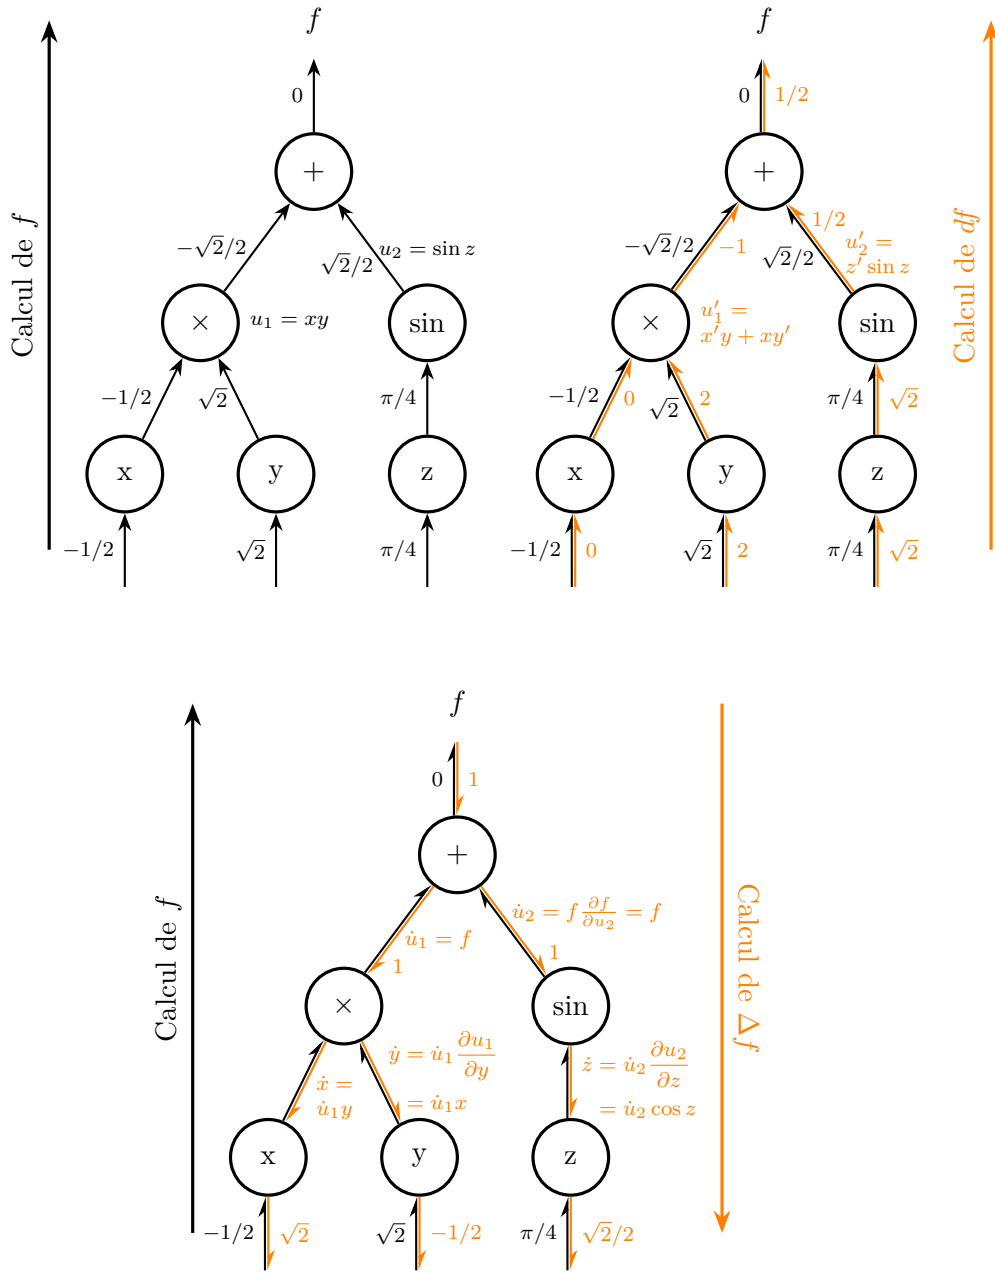 f
f
0
0
1/2
+
+
Calcul de f
Calcul de df
−√2/2
√2/2
u₂ = sin z
−√2/2
−1
√2/2
1/2
u′₂ =
z′ sin z
×
u₁ = xy
sin
×
u′₁ =
x′y + xy′
sin
−1/2
√2
π/4
−1/2
0
√2
2
π/4
√2
x
y
z
x
y
z
−1/2
√2
π/4
−1/2
0
√2
2
π/4
√2
f
0
1
+
Calcul de f
Calcul de Δf
u̇₁ = f
1
u̇₂ = f ∂f/∂u₂ = f
1
×
sin
ẋ =
u̇₁y
ẏ = u̇₁ ∂u₁/∂y
= u̇₁x
ż = u̇₂ ∂u₂/∂z
= u̇₂ cos z
x
y
z
−1/2
√2
√2
−1/2
π/4
√2/2